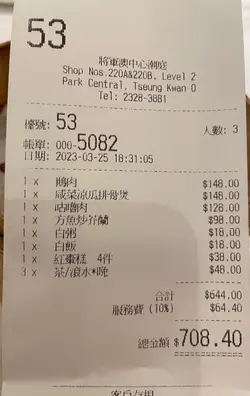 53
將軍澳中心潮庭
Shop Nos.220A&220B, Level 2
Park Central, Tseung Kwan O
Tel: 2328-3881
檯號: 53 人數: 3
帳單: 000-5082
日期: 2023-03-25 18:31:05
1 x 鵝肉 $148.00
1 x 咸菜涼瓜排骨煲 $148.00
1 x 咕嚕肉 $128.00
1 x 方魚炒芥蘭 $98.00
1 x 白粥 $18.00
1 x 白飯 $18.00
1 x 紅棗糕 4件 $38.00
3 x 茶/滾水*晚 $48.00
合計 $644.00
服務費 (10%) $64.40
總金額 $708.40